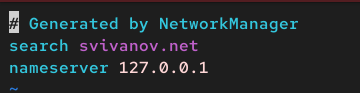 # Generated by NetworkManager
search svivanov.net
nameserver 127.0.0.1
~